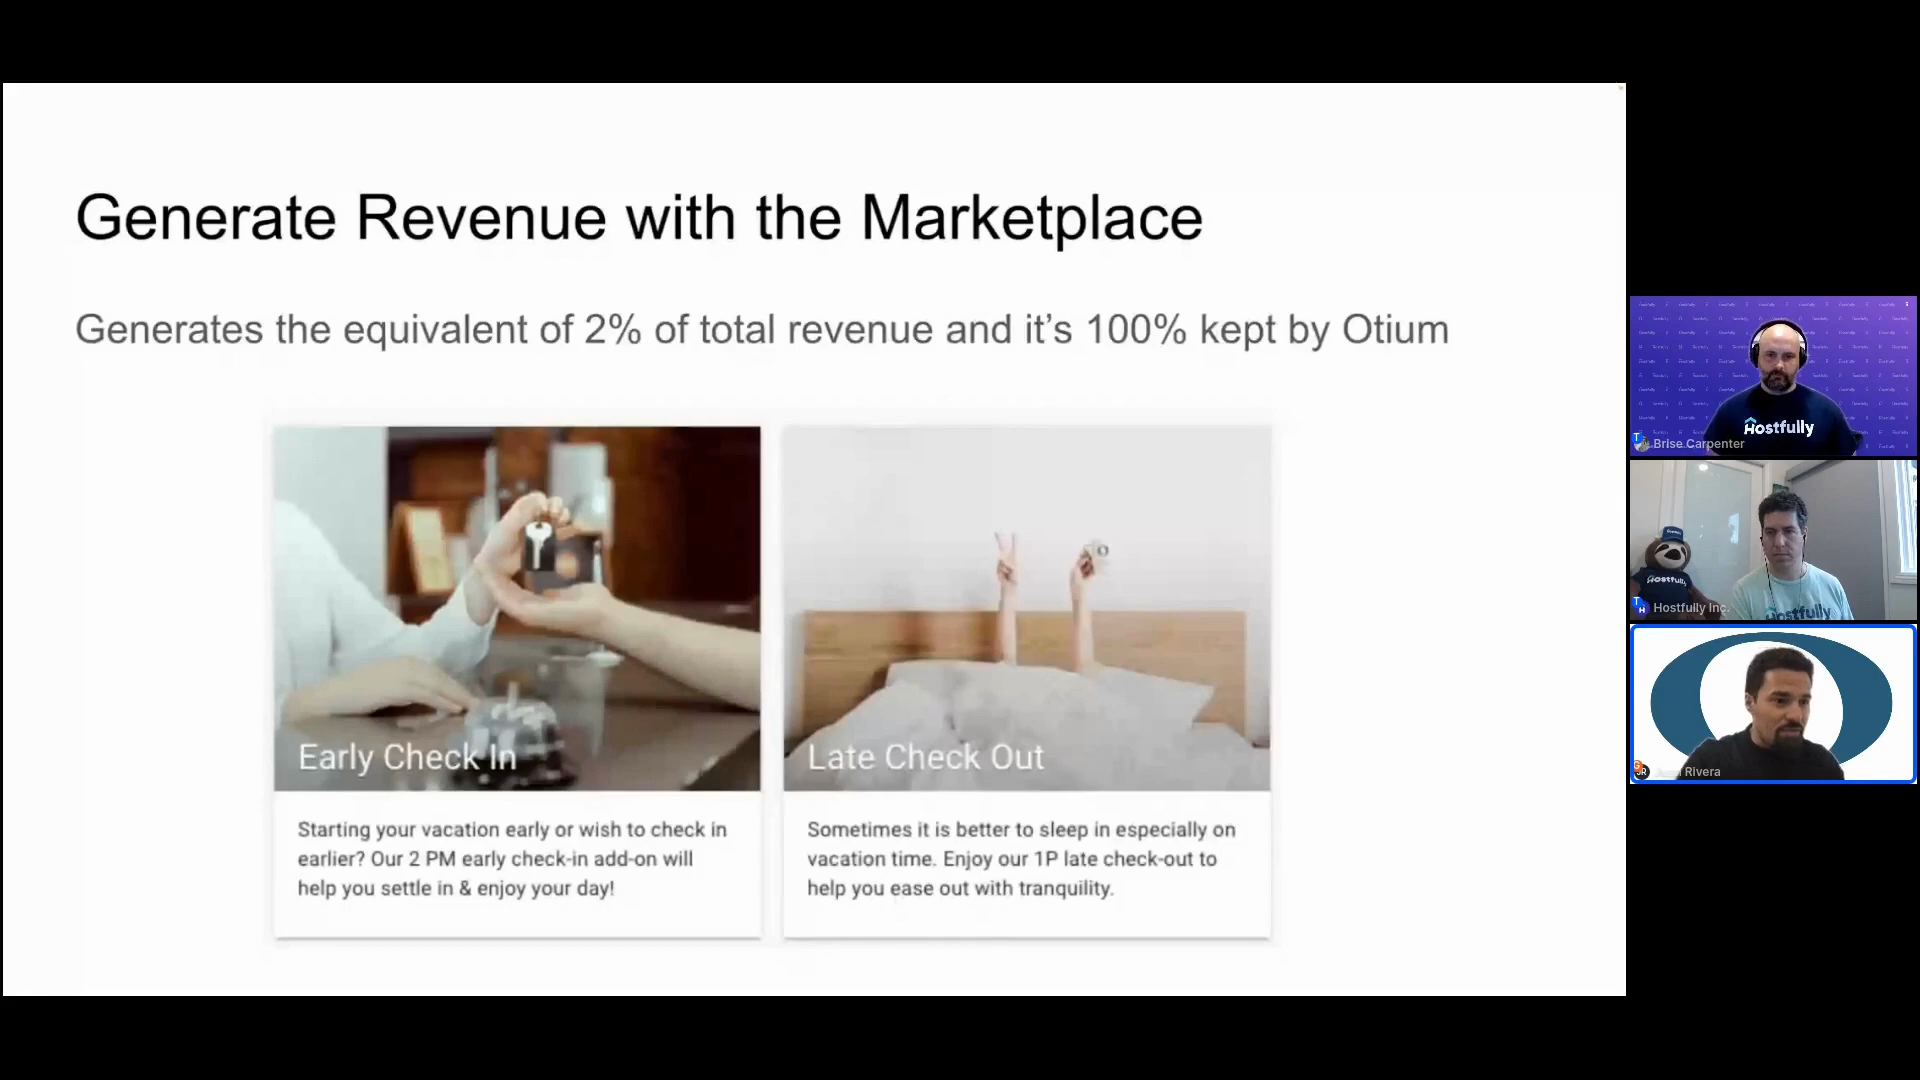 Generate Revenue with the Marketplace
Generates the equivalent of 2% of total revenue and it's 100% kept by Otium
Early Check In
Late Check Out
Starting your vacation early or wish to check in
earlier? Our 2 PM early check-in add-on will
help you settle in & enjoy your day!
Sometimes it is better to sleep in especially on
vacation time. Enjoy our 1P late check-out to
help you ease out with tranquility.
Hostfully
Brise Carpenter
Hostfully
Hostfully
Hostfully Inc.
Rivera